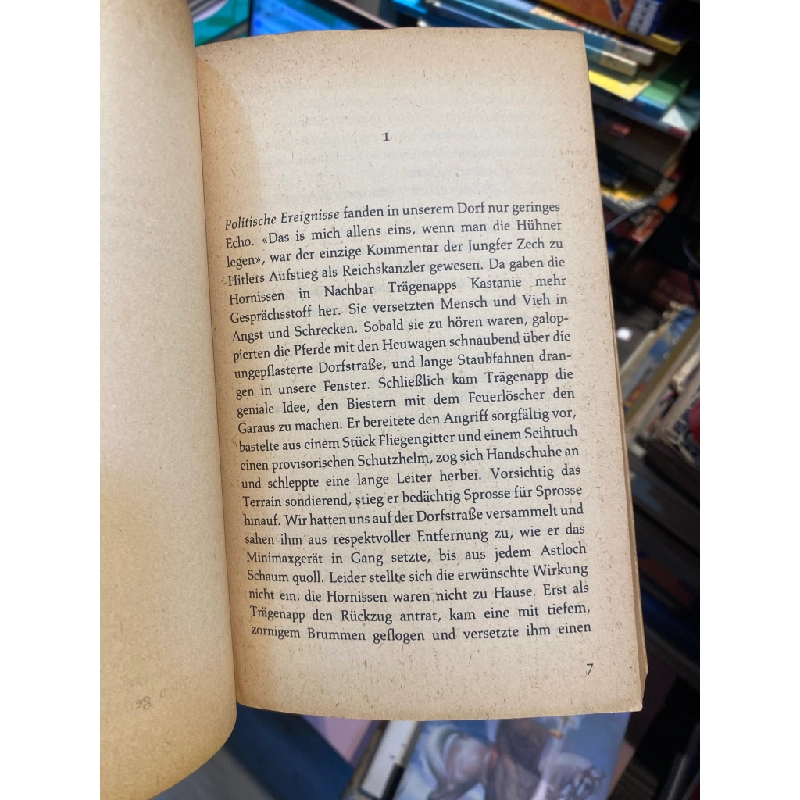 1
Politische Ereignisse fanden in unserem Dorf nur geringes
Echo. «Das is mich allens eins, wenn man die Hühner
legen», war der einzige Kommentar der Jungfer Zech zu
Hitlers Aufstieg als Reichskanzler gewesen. Da gaben die
Hornissen in Nachbar Trägenapps Kastanie mehr
Gesprächsstoff her. Sie versetzten Mensch und Vieh in
Angst und Schrecken. Sobald sie zu hören waren, galop-
pierten die Pferde mit den Heuwagen schnaubend über die
ungepflasterte Dorfstraße, und lange Staubfahnen dran-
gen in unsere Fenster. Schließlich kam Trägenapp die
geniale Idee, den Biestern mit dem Feuerlöscher den
Garaus zu machen. Er bereitete den Angriff sorgfältig vor,
bastelte aus einem Stück Fliegengitter und einem Seihtuch
einen provisorischen Schutzhelm, zog sich Handschuhe an
und schleppte eine lange Leiter herbei. Vorsichtig das
Terrain sondierend, stieg er bedächtig Sprosse für Sprosse
hinauf. Wir hatten uns auf der Dorfstraße versammelt und
sahen ihm aus respektvoller Entfernung zu, wie er das
Minimaxgerät in Gang setzte, bis aus jedem Astloch
Schaum quoll. Leider stellte sich die erwünschte Wirkung
nicht ein, die Hornissen waren nicht zu Hause. Erst als
Trägenapp den Rückzug antrat, kam eine mit tiefem,
zornigem Brummen geflogen und versetzte ihm einen
7